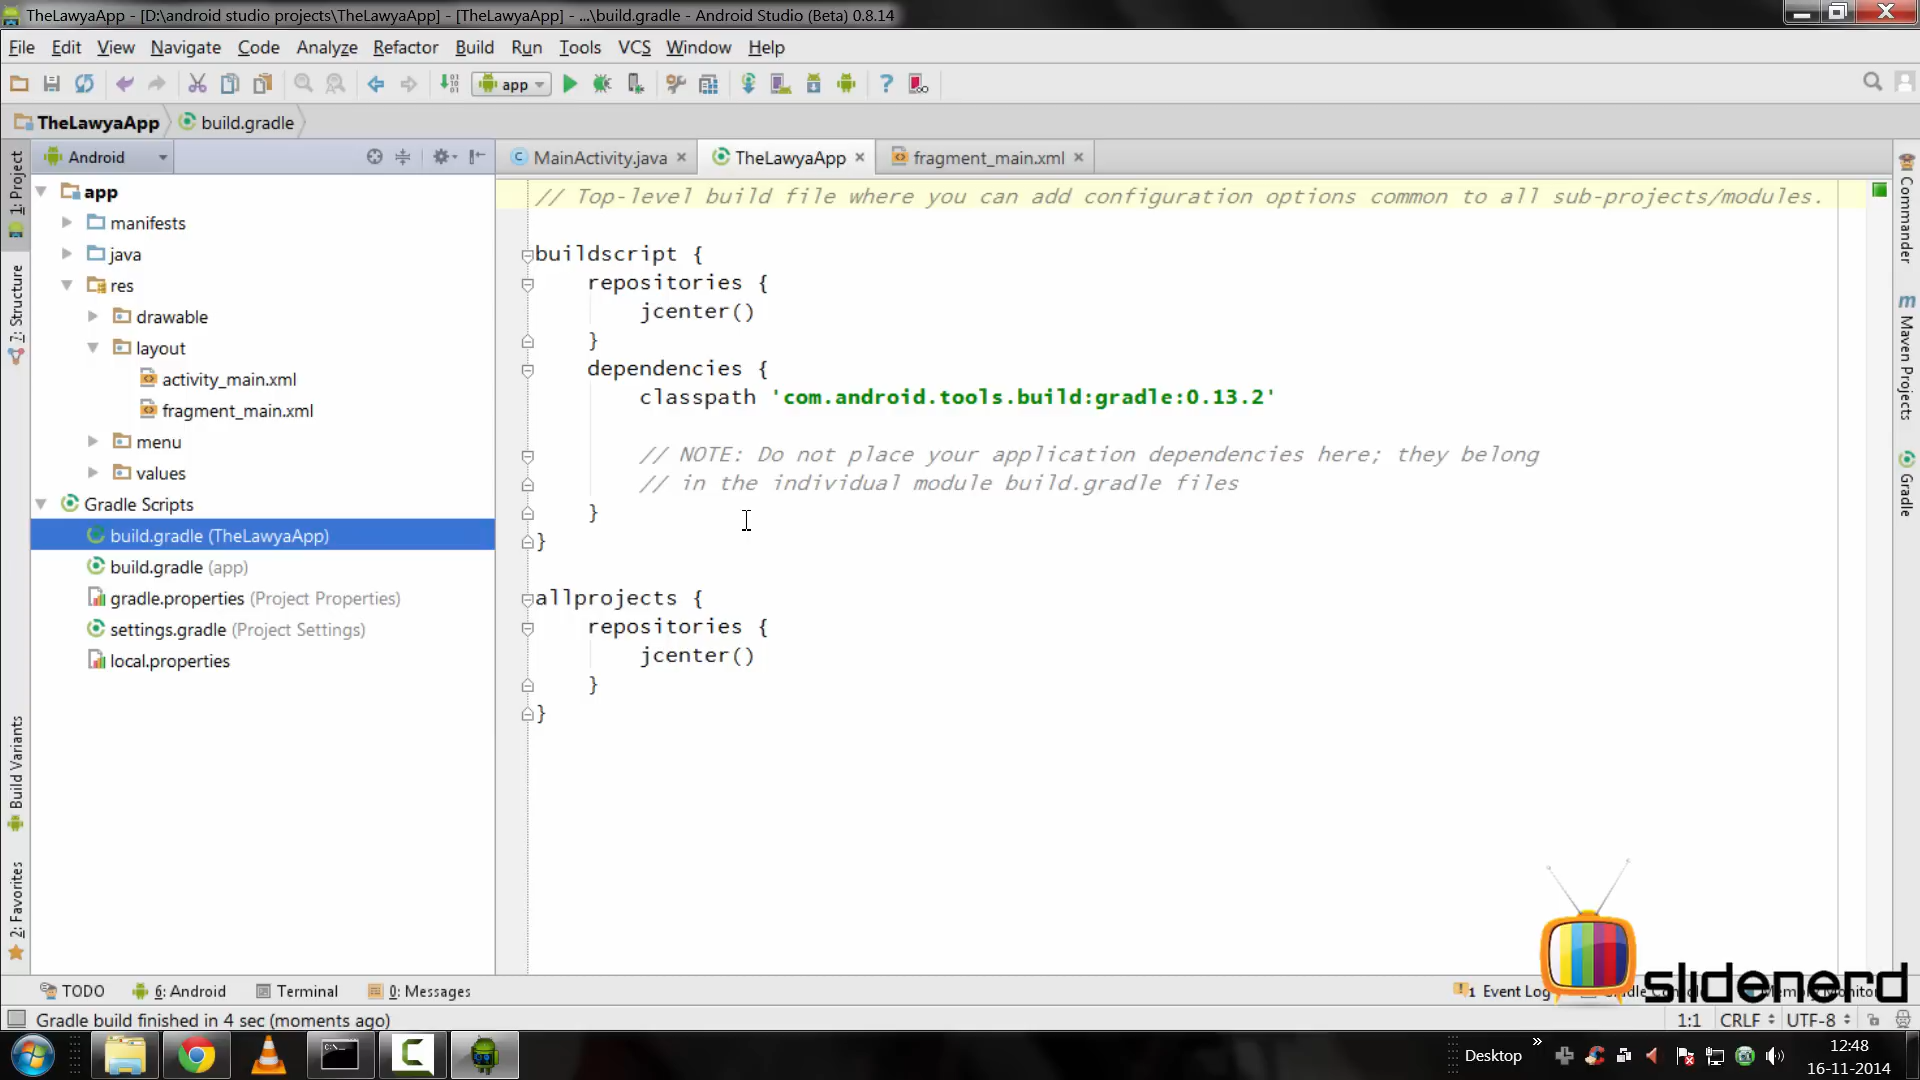 TheLawyaApp - [D:\android studio projects\TheLawyaApp] - [TheLawyaApp] - ...\build.gradle - Android Studio (Beta) 0.8.14
File Edit View Navigate Code Analyze Refactor Build Run Tools VCS Window Help
app
TheLawyaApp build.gradle
Android
MainActivity.java TheLawyaApp fragment_main.xml
1: Project
7: Structure
Build Variants
2: Favorites
app
manifests
java
res
drawable
layout
activity_main.xml
fragment_main.xml
menu
values
Gradle Scripts
build.gradle (TheLawyaApp)
build.gradle (app)
gradle.properties (Project Properties)
settings.gradle (Project Settings)
local.properties
// Top-level build file where you can add configuration options common to all sub-projects/modules.
buildscript {
repositories {
jcenter()
}
dependencies {
classpath 'com.android.tools.build:gradle:0.13.2'
// NOTE: Do not place your application dependencies here; they belong
// in the individual module build.gradle files
}
}
allprojects {
repositories {
jcenter()
}
}
Commander
Maven Projects
Gradle
slidenerd
TODO 6: Android Terminal 0: Messages 1 Event Log Gradle Console Memory Monitor
Gradle build finished in 4 sec (moments ago) 1:1 CRLF UTF-8
Desktop
12:48
16-11-2014